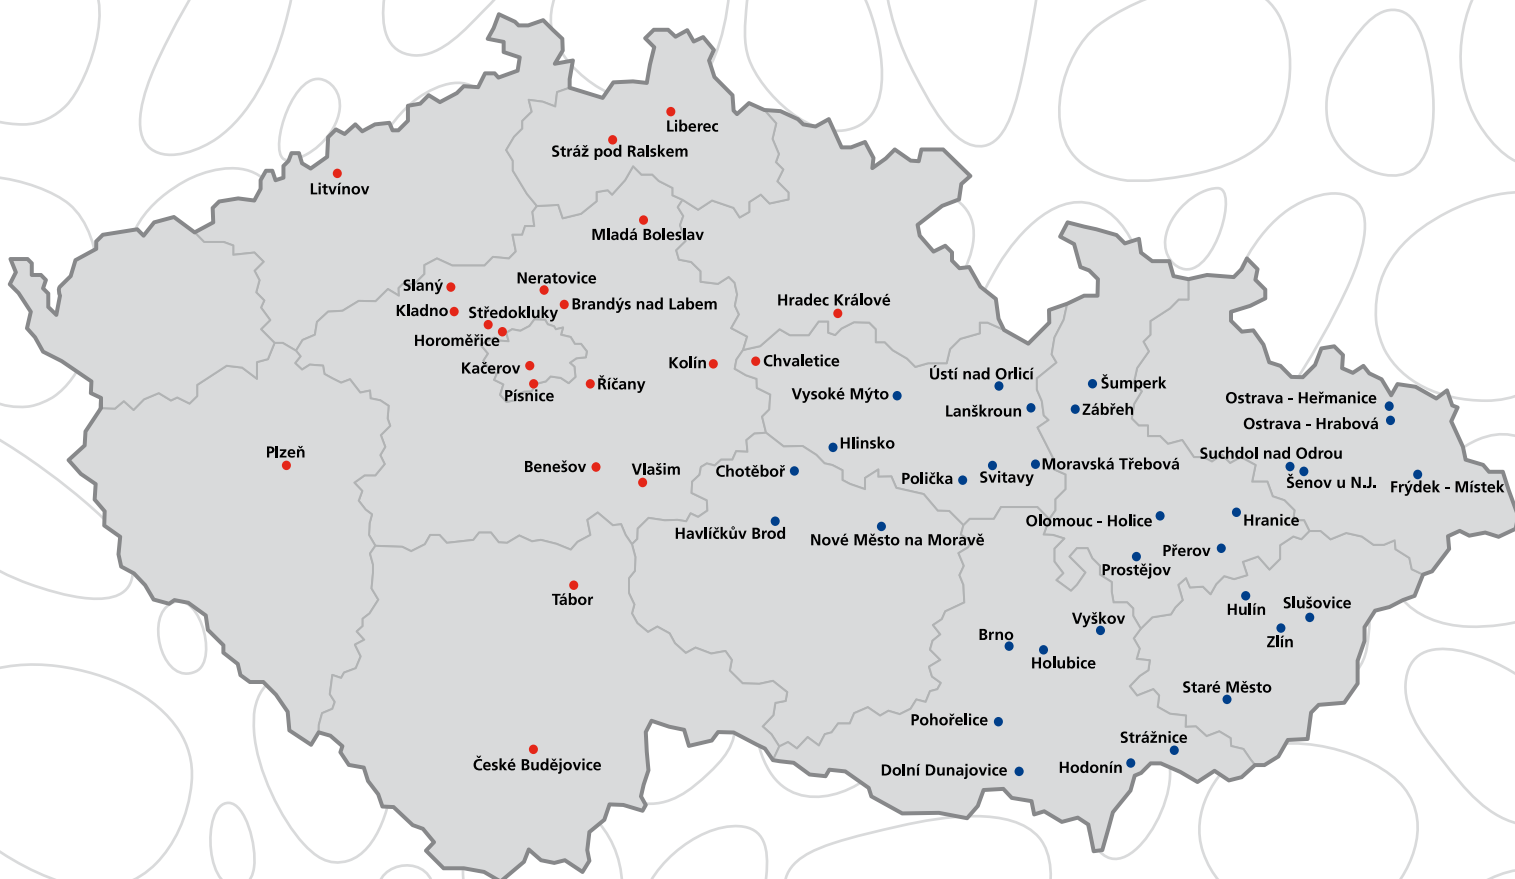 Liberec
Stráž pod Ralskem
Litvínov
Mladá Boleslav
Neratovice
Slaný
Brandýs nad Labem
Hradec Králové
Kladno
Středokluky
Horoměřice
Kačerov
Kolín
Chvaletice
Písnice
Říčany
Ústí nad Orlicí
Šumperk
Vysoké Mýto
Lanškroun
Zábřeh
Ostrava - Heřmanice
Ostrava - Hrabová
Hlinsko
Plzeň
Benešov
Vlašim
Chotěboř
Polička
Svitavy
Moravská Třebová
Suchdol nad Odrou
Šenov u N.J.
Frýdek - Místek
Havlíčkův Brod
Nové Město na Moravě
Olomouc - Holice
Hranice
Přerov
Prostějov
Tábor
Hulín
Slušovice
Vyškov
Brno
Zlín
Holubice
Staré Město
Pohořelice
Strážnice
České Budějovice
Dolní Dunajovice
Hodonín